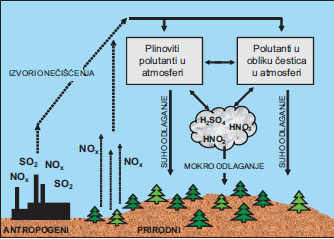 Plinoviti
polutanti u
atmosferi
Polutanti u
obliku čestica
u atmosferi
IZVORI ONEČIŠĆENJA
H2SO4
HNO3
HNO2
SUHO ODLAGANJE
MOKRO ODLAGANJE
SUHO ODLAGANJE
NOx
SO2
NOx
SO2
NOx
NOx
ANTROPOGENI
PRIRODNI